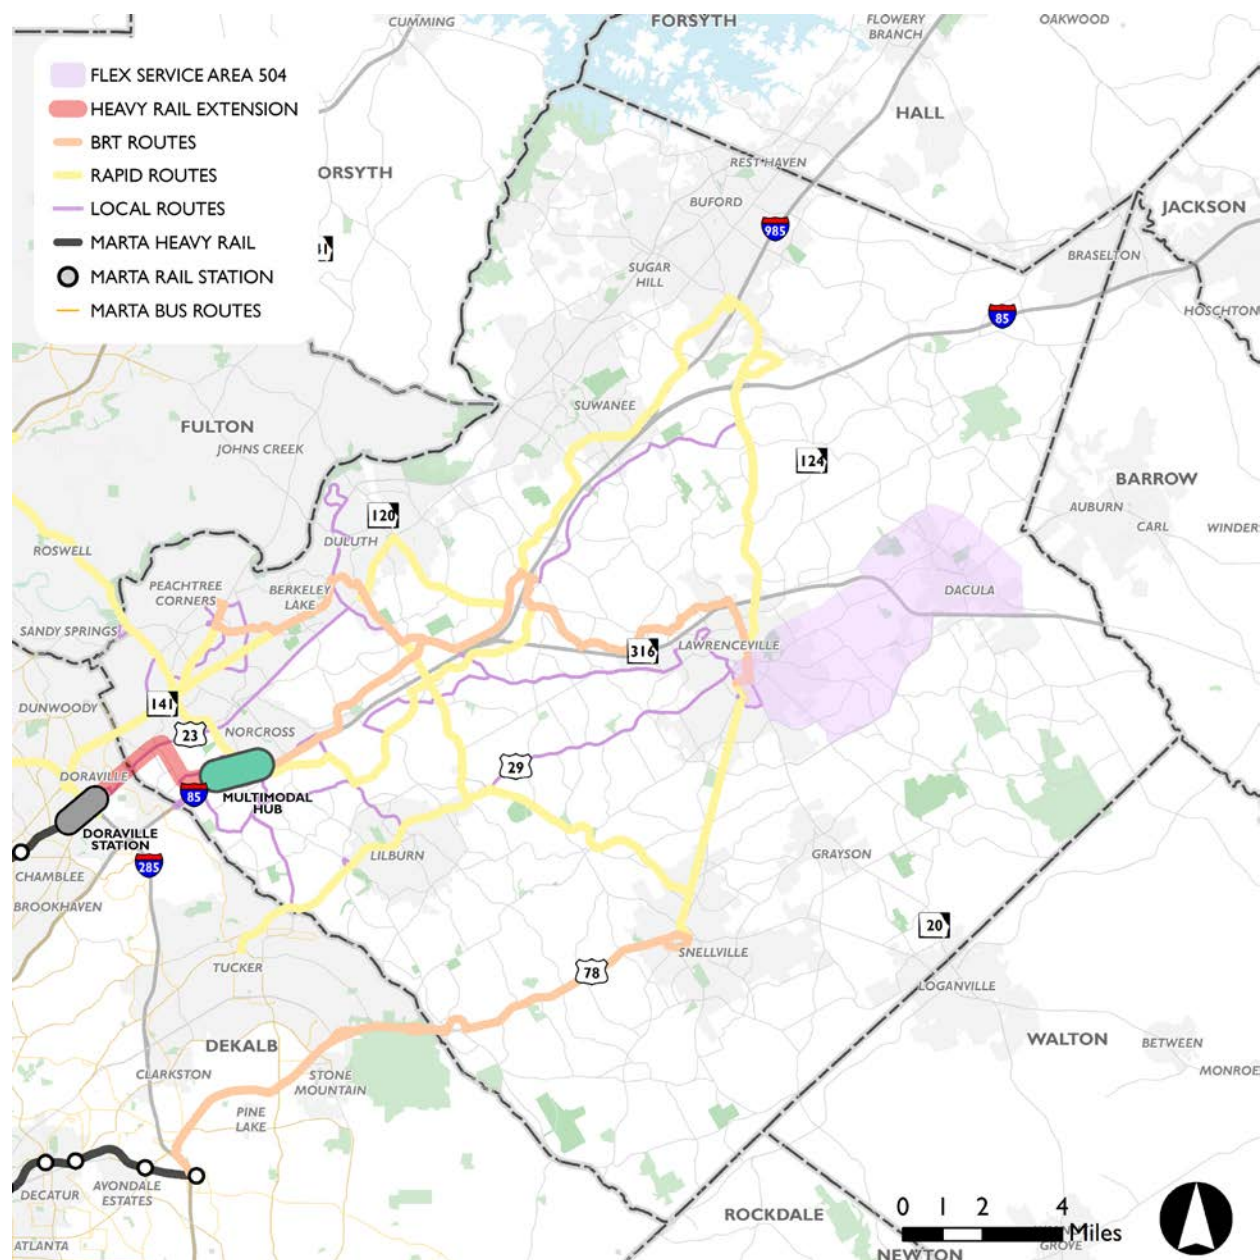 CUMMING
FORSYTH
FLOWERY
BRANCH
OAKWOOD
FLEX SERVICE AREA 504
HEAVY RAIL EXTENSION
BRT ROUTES
RAPID ROUTES
LOCAL ROUTES
MARTA HEAVY RAIL
MARTA RAIL STATION
MARTA BUS ROUTES
HALL
ORSYTH
REST HAVEN
BUFORD
985
JACKSON
BRASELTON
SUGAR
HILL
85
HOSCHTON
SUWANEE
FULTON
JOHNS CREEK
124
BARROW
AUBURN
CARL
WINDER
120
DULUTH
ROSWELL
PEACHTREE
CORNERS
BERKELEY
LAKE
DACULA
SANDY SPRINGS
316
LAWRENCEVILLE
DUNWOODY
141
23
NORCROSS
29
DORAVILLE
85
MULTIMODAL
HUB
DORAVILLE
STATION
285
CHAMBLEE
LILBURN
GRAYSON
BROOKHAVEN
20
TUCKER
SNELLVILLE
78
LOGANVILLE
DEKALB
WALTON
BETWEEN
CLARKSTON
STONE
MOUNTAIN
MONROE
PINE
LAKE
DECATUR
AVONDALE
ESTATES
ROCKDALE
0 1 2 4
Miles
ATLANTA
NEWTON
GROVE